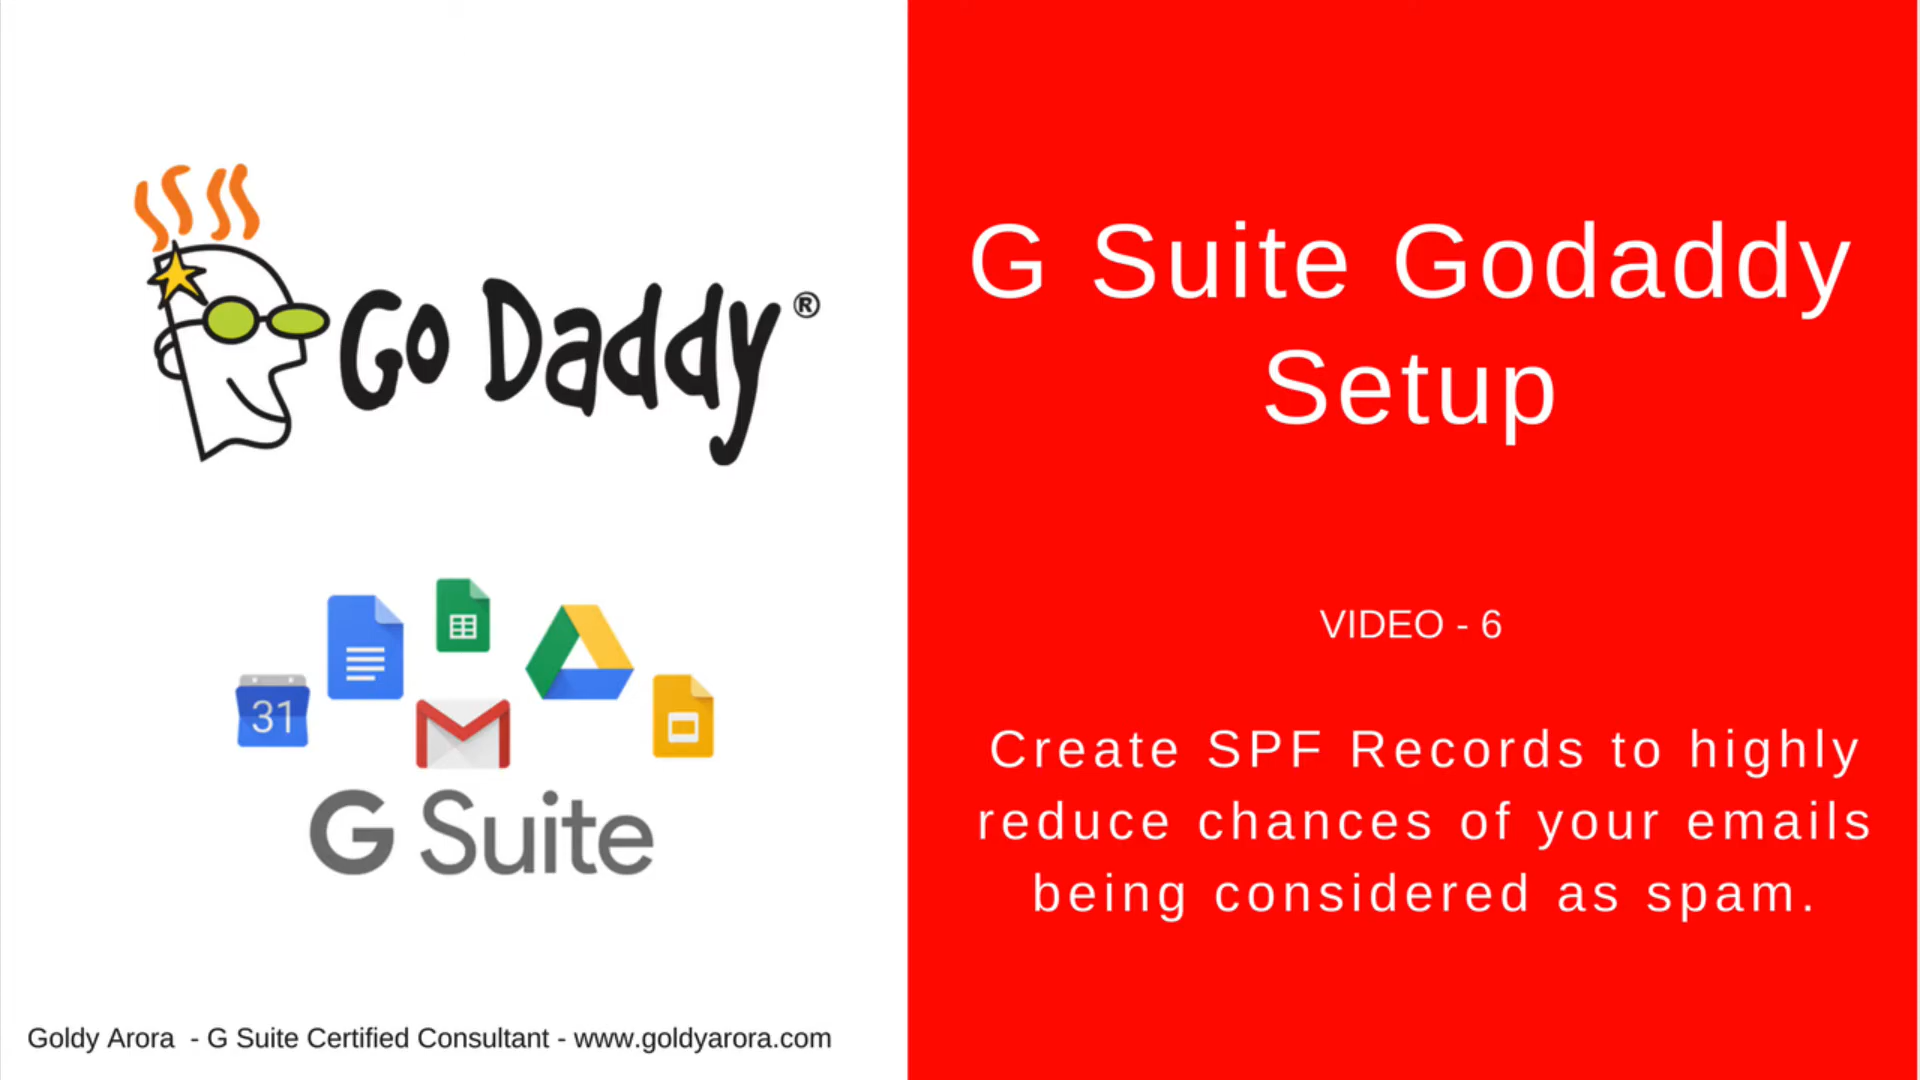 Go Daddy®
31
G Suite
Goldy Arora - G Suite Certified Consultant - www.goldyarora.com
G Suite Godaddy
Setup
VIDEO - 6
Create SPF Records to highly
reduce chances of your emails
being considered as spam.